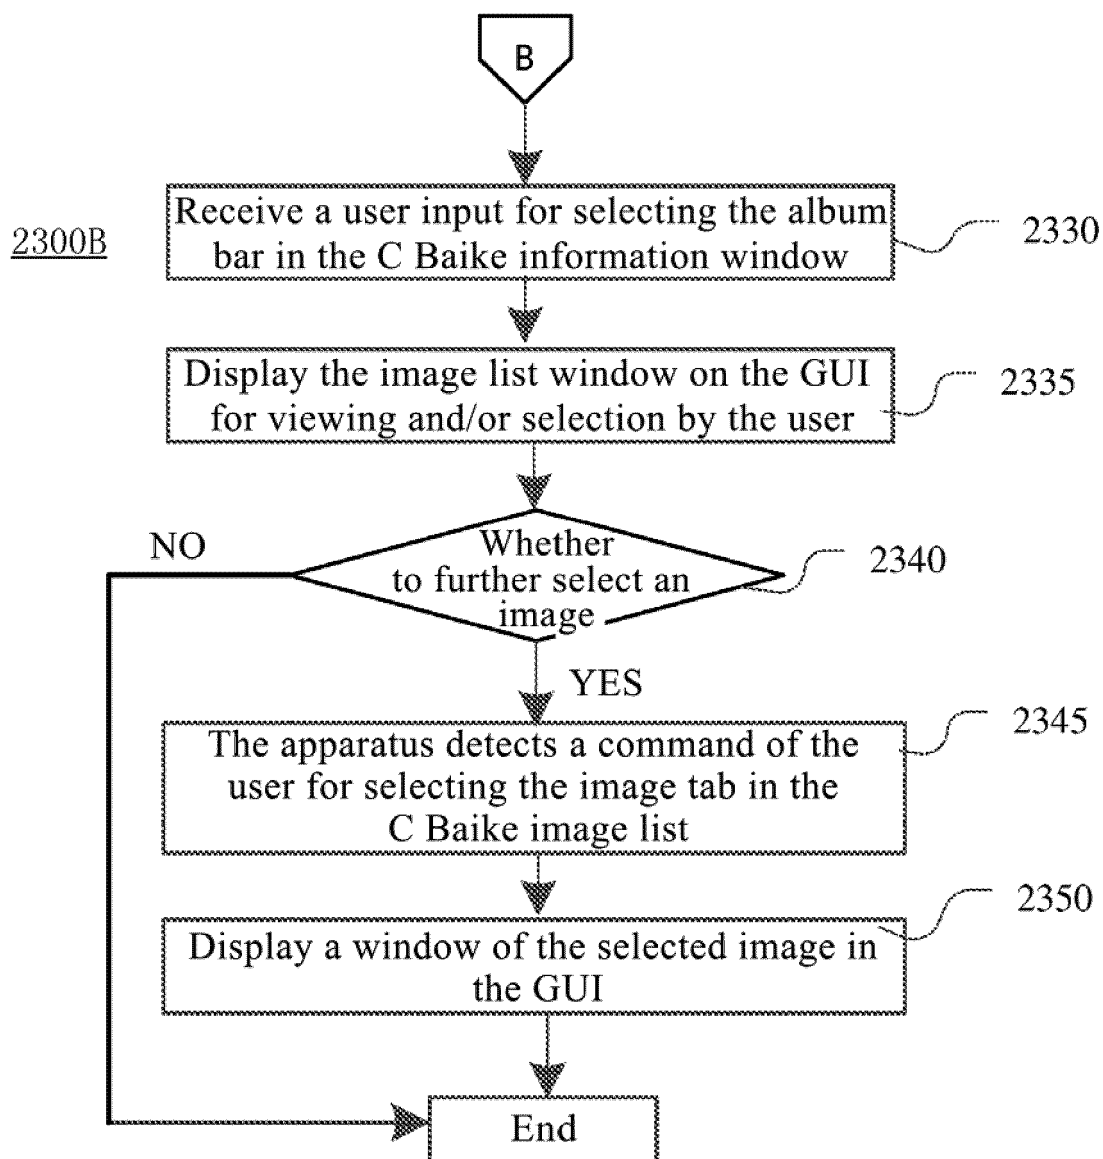 B
2300B
Receive a user input for selecting the album
bar in the C Baike information window
2330
Display the image list window on the GUI
for viewing and/or selection by the user
2335
NO
Whether
to further select an
image
2340
YES
The apparatus detects a command of the
user for selecting the image tab in the
C Baike image list
2345
Display a window of the selected image in
the GUI
2350
End